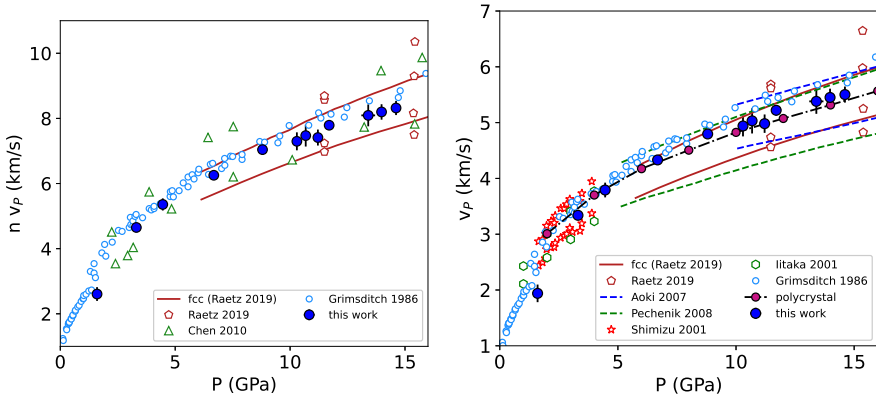 10
8
6
4
2
n v_P (km/s)
0
5
10
15
P (GPa)
fcc (Raetz 2019)
Raetz 2019
Chen 2010
Grimsditch 1986
this work
7
6
5
4
3
2
1
v_P (km/s)
0
5
10
15
P (GPa)
fcc (Raetz 2019)
Raetz 2019
Aoki 2007
Pechenik 2008
Shimizu 2001
Iitaka 2001
Grimsditch 1986
polycrystal
this work